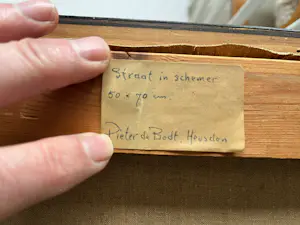 Straat in schemer
50 x 70 cm.
Pieter de Bodt, Heusden